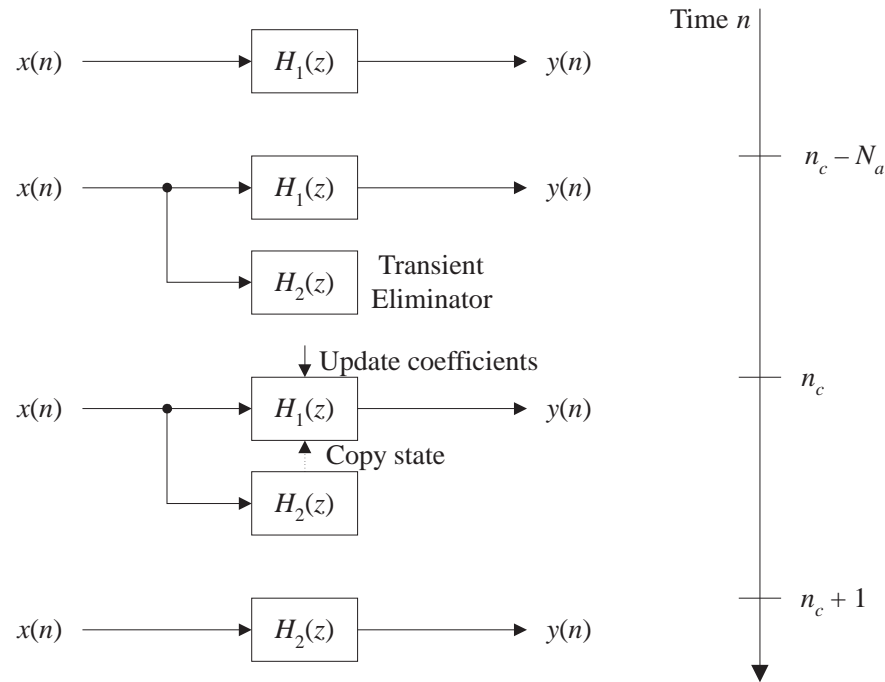 Time n
x(n) H₁(z) y(n)
n_c – N_a
x(n) H₁(z) y(n)
H₂(z) Transient
Eliminator
Update coefficients
n_c
x(n) H₁(z) y(n)
Copy state
H₂(z)
n_c + 1
x(n) H₂(z) y(n)